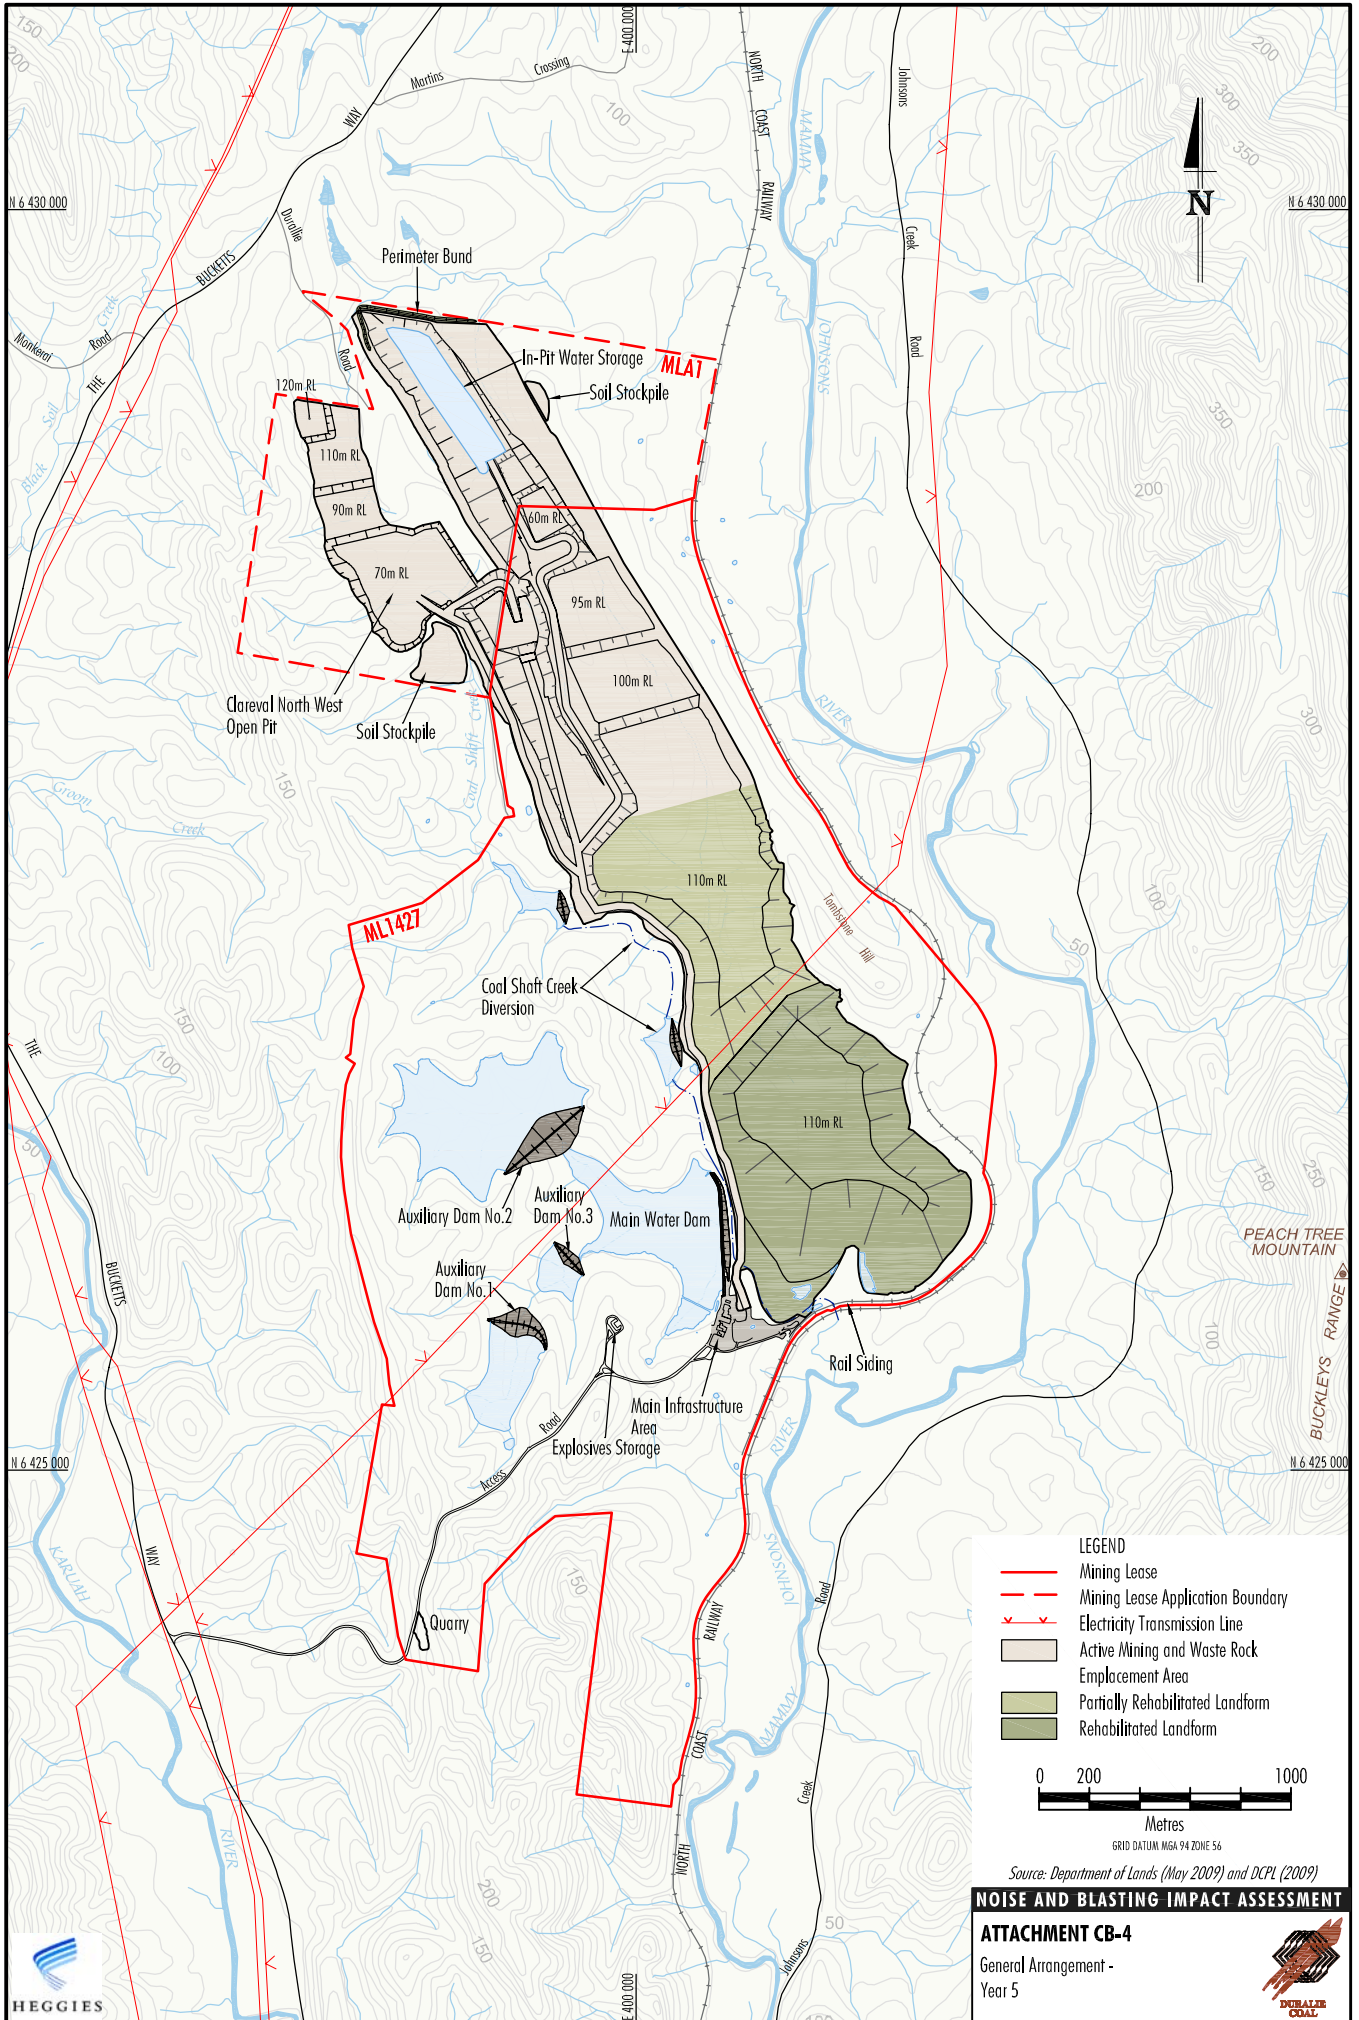 150
200
E 400 000
Martins
Crossing
NORTH
COAST
RAILWAY
MAMMY
JOHNSONS
RIVER
Johnsons
Creek
Road
200
300
350
100
WAY
BUCKETTS
THE
N 6 430 000
N 6 430 000
N
Durallie
Road
Perimeter Bund
Monkerai
Road
Black Soil Creek
In-Pit Water Storage
MLA1
Soil Stockpile
120m RL
110m RL
90m RL
70m RL
60m RL
95m RL
100m RL
300
350
200
Clareval North West
Open Pit
Soil Stockpile
Coal Shaft Creek
150
Groom
Creek
300
110m RL
ML1427
Tombstone
Hill
100
50
Coal Shaft Creek
Diversion
150
100
THE
BUCKETTS
WAY
50
110m RL
Auxiliary Dam No.2
Auxiliary
Dam No.3
Main Water Dam
Auxiliary
Dam No.1
150
250
PEACH TREE
MOUNTAIN
BUCKLEYS RANGE
100
Rail Siding
Main Infrastructure
Area
Explosives Storage
Access
Road
RIVER
JOHNSONS
MAMMY
N 6 425 000
N 6 425 000
KARUAH
RIVER
Quarry
150
RAILWAY
COAST
NORTH
Road
Creek
Johnsons
200
150
50
E 400 000
LEGEND
Mining Lease
Mining Lease Application Boundary
Electricity Transmission Line
Active Mining and Waste Rock
Emplacement Area
Partially Rehabilitated Landform
Rehabilitated Landform
0 200 1000
Metres
GRID DATUM MGA 94 ZONE 56
Source: Department of Lands (May 2009) and DCPL (2009)
NOISE AND BLASTING IMPACT ASSESSMENT
ATTACHMENT CB-4
General Arrangement -
Year 5
DURALIE
COAL
HEGGIES